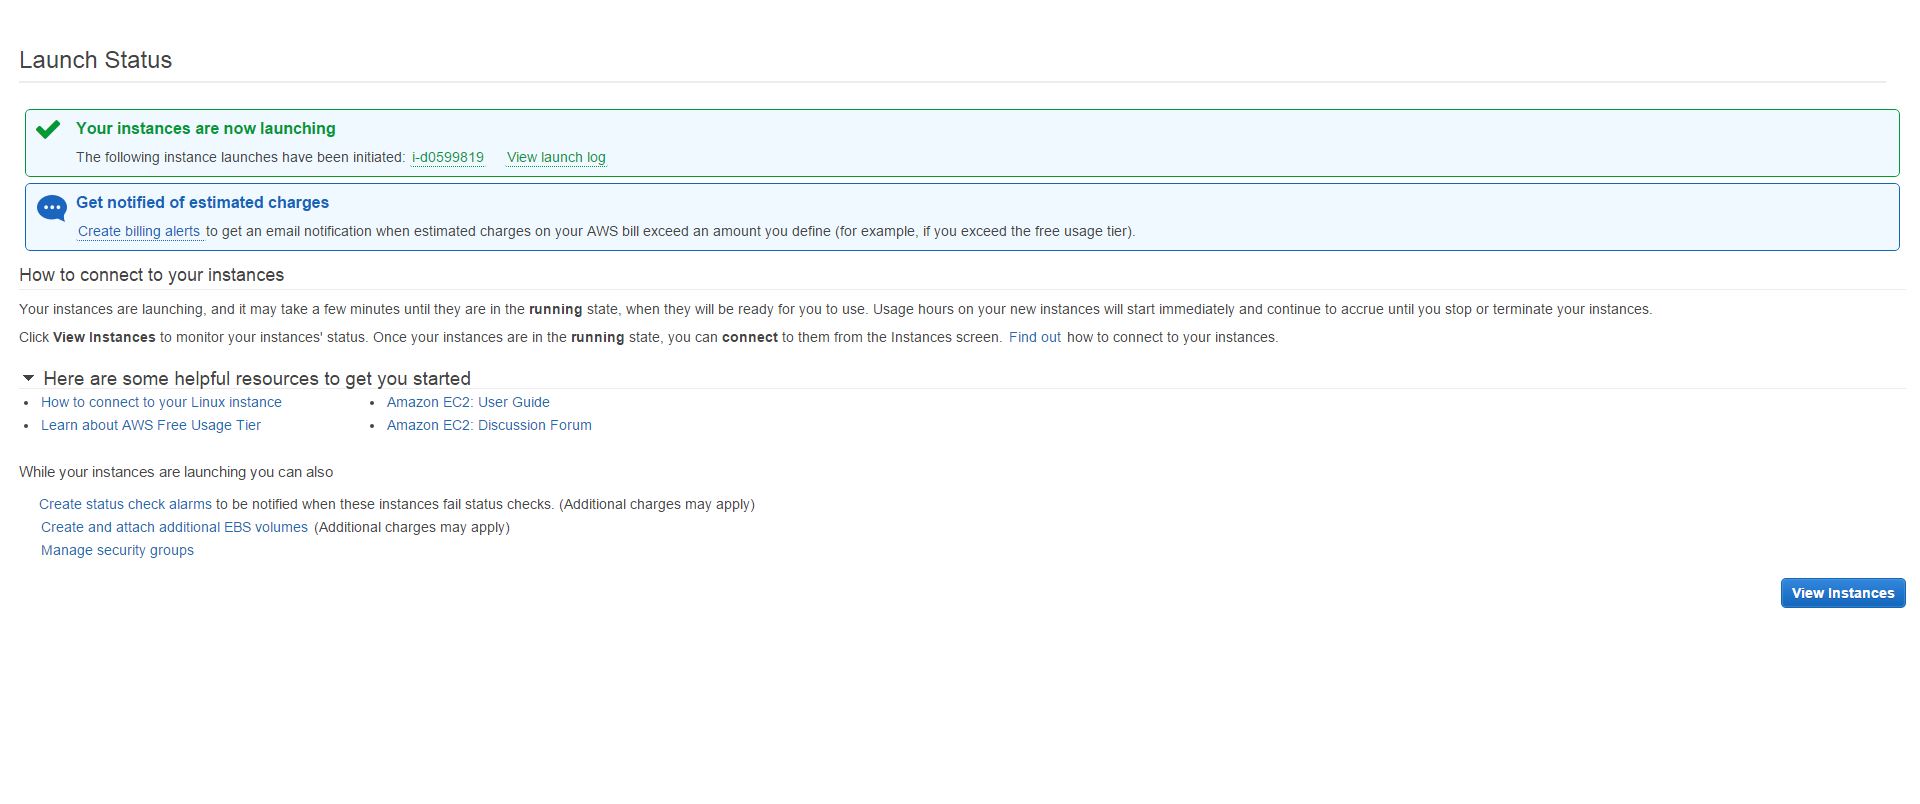 Launch Status
Your instances are now launching
The following instance launches have been initiated: i-d0599819 View launch log
Get notified of estimated charges
Create billing alerts to get an email notification when estimated charges on your AWS bill exceed an amount you define (for example, if you exceed the free usage tier).
How to connect to your instances
Your instances are launching, and it may take a few minutes until they are in the running state, when they will be ready for you to use. Usage hours on your new instances will start immediately and continue to accrue until you stop or terminate your instances.
Click View Instances to monitor your instances' status. Once your instances are in the running state, you can connect to them from the Instances screen. Find out how to connect to your instances.
Here are some helpful resources to get you started
• How to connect to your Linux instance
• Learn about AWS Free Usage Tier
• Amazon EC2: User Guide
• Amazon EC2: Discussion Forum
While your instances are launching you can also
Create status check alarms to be notified when these instances fail status checks. (Additional charges may apply)
Create and attach additional EBS volumes (Additional charges may apply)
Manage security groups
View Instances